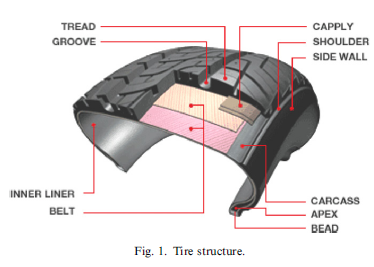 TREAD
GROOVE
CAPPLY
SHOULDER
SIDE WALL
INNER LINER
BELT
CARCASS
APEX
BEAD
Fig. 1. Tire structure.